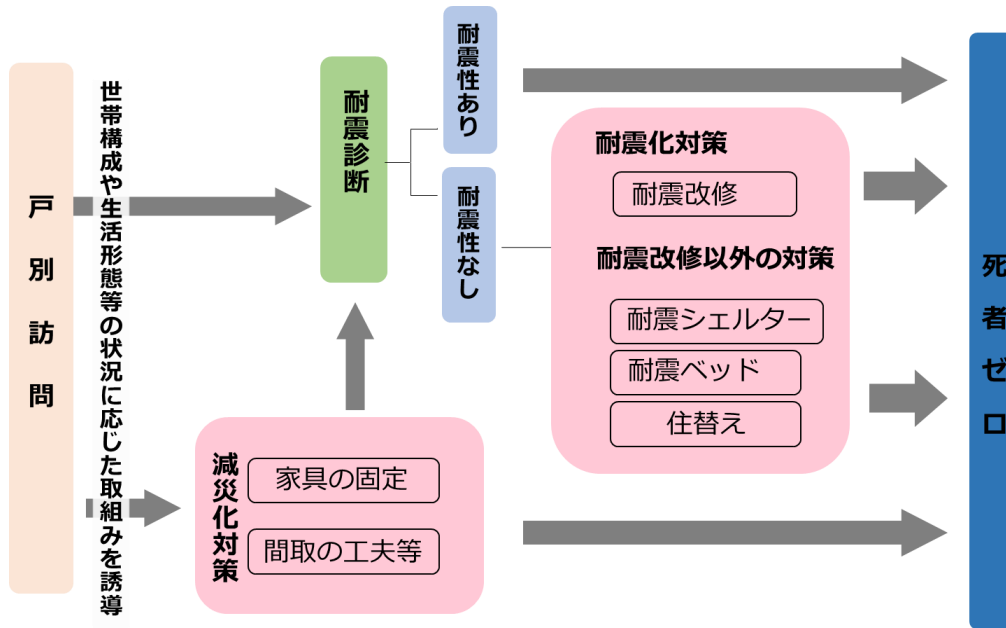 戸別訪問
世帯構成や生活形態等の状況に応じた取組みを誘導
耐震診断
耐震性あり
耐震性なし
耐震化対策
耐震改修
耐震改修以外の対策
耐震シェルター
耐震ベッド
住替え
減災化対策
家具の固定
間取の工夫等
死者ゼロ